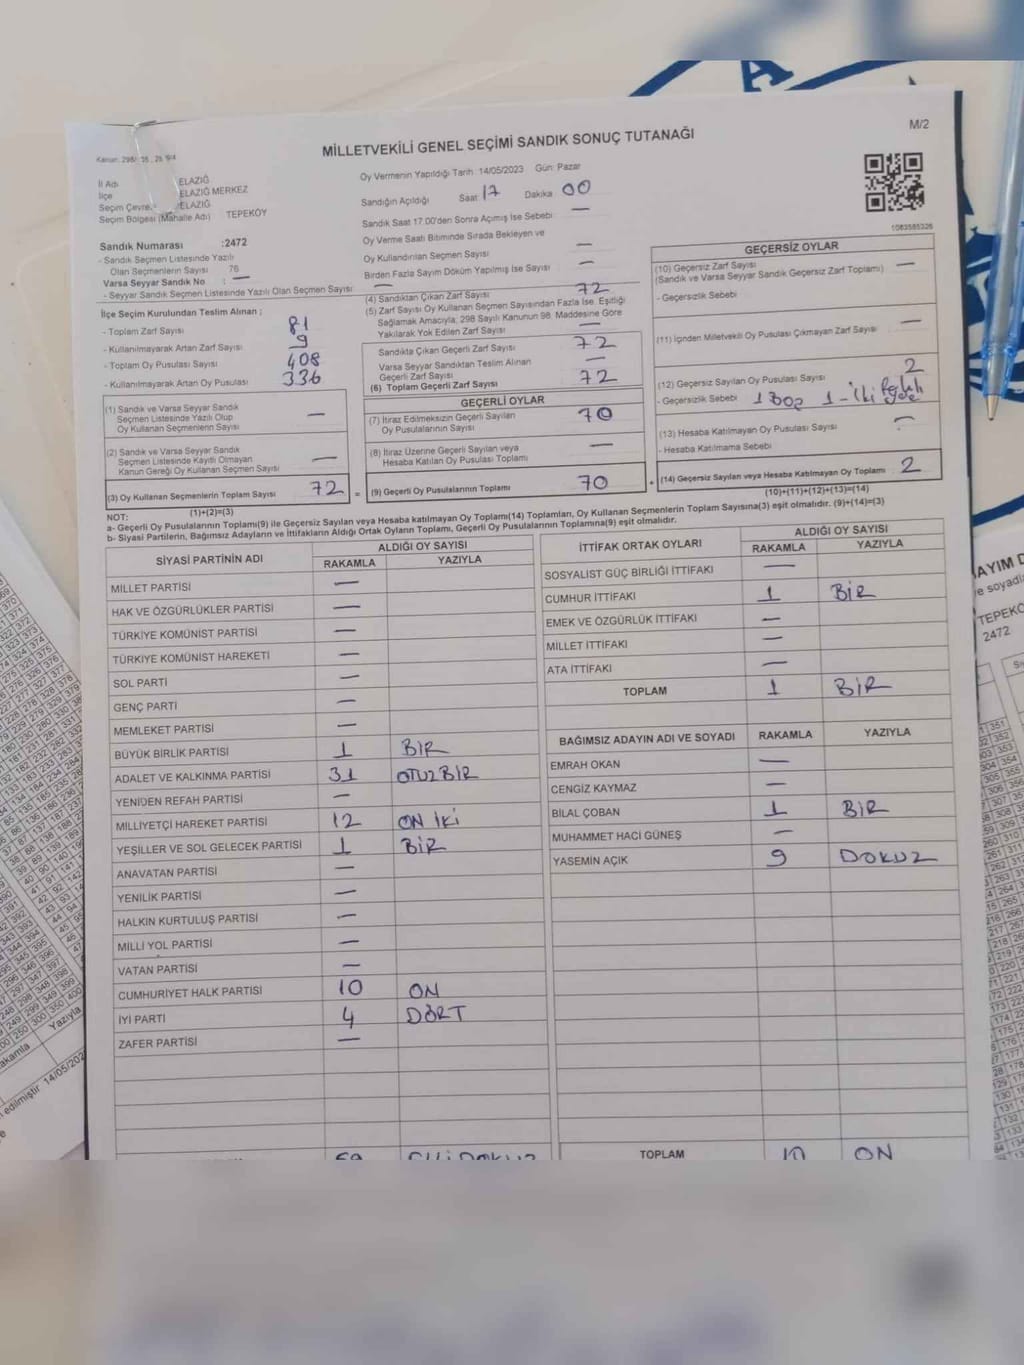 MİLLETVEKİLİ GENEL SEÇİMİ SANDIK SONUÇ TUTANAĞI
M/2
İl Adı ELAZIĞ
İlçe ELAZIĞ MERKEZ
Seçim Çevre. ELAZIĞ
Seçim Bölgesi (Mahalle Adı) TEPEKÖY
Sandık Numarası :2472
- Sandık Seçmen Listesinde Yazılı
Olan Seçmenlerin Sayısı 76
Varsa Seyyar Sandık No : —
- Seyyar Sandık Seçmen Listesinde Yazılı Olan Seçmen Sayısı —
Oy Vermenin Yapıldığı Tarih :14/05/2023 Gün: Pazar
Sandığın Açıldığı Saat 17 Dakika 00
Sandık Saat 17.00'den Sonra Açımış İse Sebebi —
Oy Verme Saati Bitiminde Sırada Bekleyen ve
Oy Kullandırılan Seçmen Sayısı —
Birden Fazla Sayım Döküm Yapılmış İse Sayısı —
1083585326
İlçe Seçim Kurulundan Teslim Alınan ;
- Toplam Zarf Sayısı 81
- Kullanılmayarak Artan Zarf Sayısı 9
- Toplam Oy Pusulası Sayısı 408
- Kullanılmayarak Artan Oy Pusulası 336
(1) Sandık ve Varsa Seyyar Sandık
Seçmen Listesinde Yazılı Olup
Oy Kullanan Seçmenlerin Sayısı —
(2) Sandık ve Varsa Seyyar Sandık
Seçmen Listesinde Kayıtlı Olmayan
Kanun Gereği Oy Kullanan Seçmen Sayısı —
(3) Oy Kullanan Seçmenlerin Toplam Sayısı 72
(1)+(2)=(3)
(4) Sandıktan Çıkan Zarf Sayısı 72
(5) Zarf Sayısı Oy Kullanan Seçmen Sayısından Fazla İse, Eşitliği
Sağlamak Amacıyla; 298 Sayılı Kanunun 98. Maddesine Göre
Yakılarak Yok Edilen Zarf Sayısı —
Sandıkta Çıkan Geçerli Zarf Sayısı 72
Varsa Seyyar Sandıktan Teslim Alınan
Geçerli Zarf Sayısı —
(6) Toplam Geçerli Zarf Sayısı 72
GEÇERLİ OYLAR
(7) İtiraz Edilmeksizin Geçerli Sayılan
Oy Pusulalarının Sayısı 70
(8) İtiraz Üzerine Geçerli Sayılan veya
Hesaba Katılan Oy Pusulası Toplamı —
= (9) Geçerli Oy Pusulalarının Toplamı 70 +
GEÇERSİZ OYLAR
(10) Geçersiz Zarf Sayısı —
(Sandık ve Varsa Seyyar Sandık Geçersiz Zarf Toplamı)
- Geçersizlik Sebebi
(11) İçinden Milletvekili Oy Pusulası Çıkmayan Zarf Sayısı —
(12) Geçersiz Sayılan Oy Pusulası Sayısı 2
- Geçersizlik Sebebi 1 Boş 1 - İki
(13) Hesaba Katılmayan Oy Pusulası Sayısı —
- Hesaba Katılmama Sebebi
(14) Geçersiz Sayılan veya Hesaba Katılmayan Oy Toplamı 2
(10)+(11)+(12)+(13)=(14)
NOT:
a- Geçerli Oy Pusulalarının Toplamı(9) ile Geçersiz Sayılan veya Hesaba katılmayan Oy Toplamı(14) Toplamları, Oy Kullanan Seçmenlerin Toplam Sayısına(3) eşit olmalıdır. (9)+(14)=(3)
b- Siyasi Partilerin, Bağımsız Adayların ve İttifakların Aldığı Ortak Oyların Toplamı, Geçerli Oy Pusulalarının Toplamına(9) eşit olmalıdır.
SİYASİ PARTİNİN ADI ALDIĞI OY SAYISI
RAKAMLA YAZIYLA
MİLLET PARTİSİ —
HAK VE ÖZGÜRLÜKLER PARTİSİ —
TÜRKİYE KOMÜNİST PARTİSİ —
TÜRKİYE KOMÜNİST HAREKETİ —
SOL PARTİ —
GENÇ PARTİ —
MEMLEKET PARTİSİ —
BÜYÜK BİRLİK PARTİSİ 1 BİR
ADALET VE KALKINMA PARTİSİ 31 OTUZBİR
YENİDEN REFAH PARTİSİ —
MİLLİYETÇİ HAREKET PARTİSİ 12 ON İKİ
YEŞİLLER VE SOL GELECEK PARTİSİ 1 BİR
ANAVATAN PARTİSİ —
YENİLİK PARTİSİ —
HALKIN KURTULUŞ PARTİSİ —
MİLLİ YOL PARTİSİ —
VATAN PARTİSİ —
CUMHURİYET HALK PARTİSİ 10 ON
İYİ PARTİ 4 DÖRT
ZAFER PARTİSİ —
59 ELLİ DOKUZ
İTTİFAK ORTAK OYLARI ALDIĞI OY SAYISI
RAKAMLA YAZIYLA
SOSYALİST GÜÇ BİRLİĞİ İTTİFAKI —
CUMHUR İTTİFAKI 1 BİR
EMEK VE ÖZGÜRLÜK İTTİFAKI —
MİLLET İTTİFAKI —
ATA İTTİFAKI —
TOPLAM 1 BİR
BAĞIMSIZ ADAYIN ADI VE SOYADI RAKAMLA YAZIYLA
EMRAH OKAN —
CENGİZ KAYMAZ —
BİLAL ÇOBAN 1 BİR
MUHAMMET HACİ GÜNEŞ —
YASEMİN AÇIK 9 DOKUZ
TOPLAM 10 ON
AYIM D
TEPEKÖ
2472
Yazıyla
edilmiştir 14/05/202